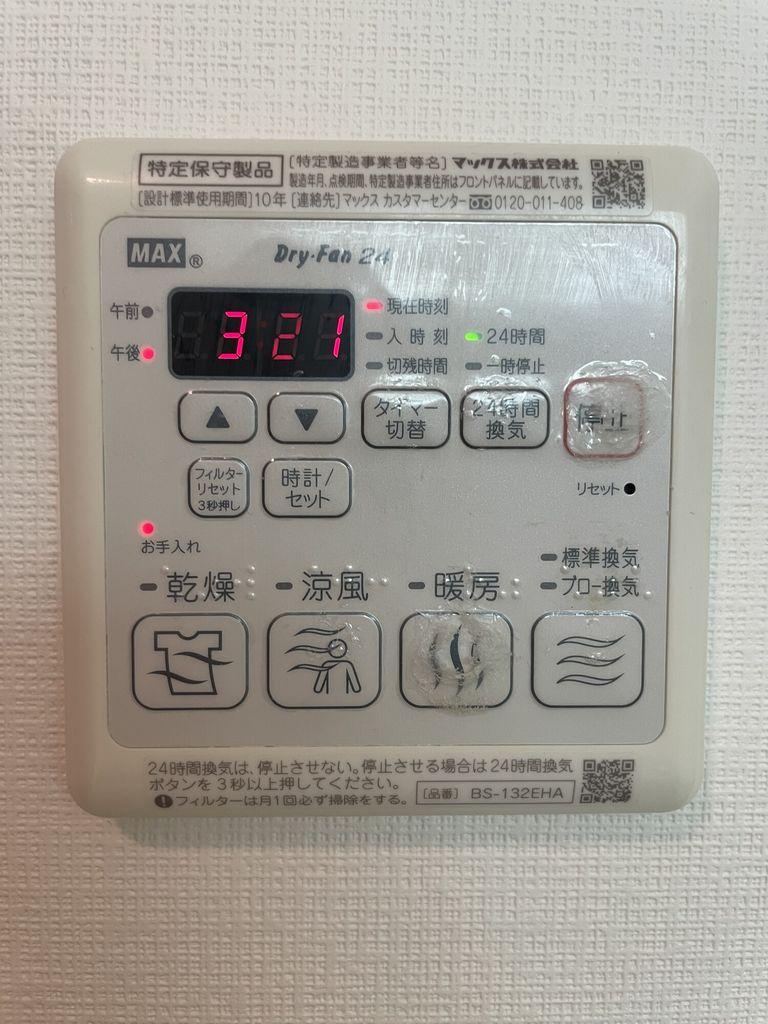 特定保守製品 [特定製造事業者等名] マックス株式会社
製造年月、点検期間、特定製造事業者住所はフロントパネルに記載しています。
[設計標準使用期間]10年 [連絡先]マックス カスタマーセンター 0120-011-408
MAX® Dry・Fan 24
午前 現在時刻
3 21
入時刻 24時間
午後
切残時間 一時停止
▲ ▼ タイマー切替 24時間換気 停止
フィルターリセット3秒押し 時計/セット リセット
お手入れ
標準換気
乾燥 涼風 暖房 プロー換気
24時間換気は、停止させない。停止させる場合は24時間換気
ボタンを3秒以上押してください。
フィルターは月1回必ず掃除をする。 [品番] BS-132EHA